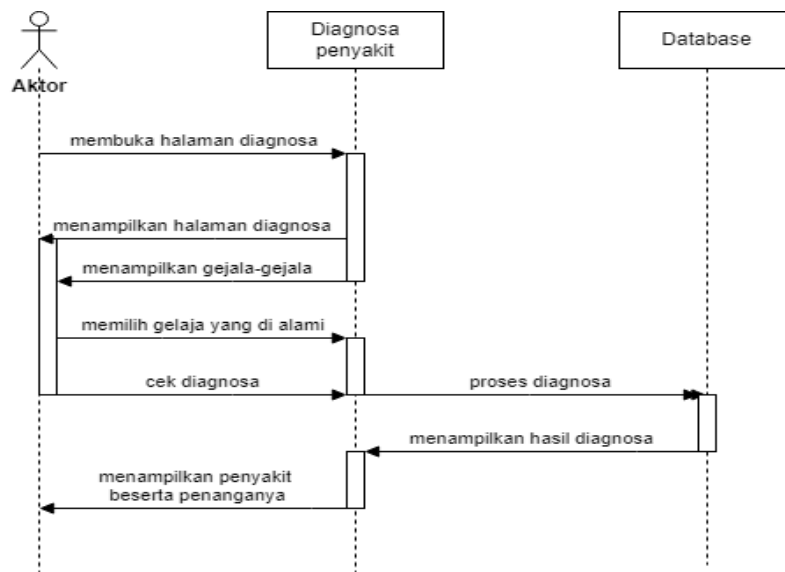 Diagnosa
penyakit
Database
Aktor
membuka halaman diagnosa
menampilkan halaman diagnosa
menampilkan gejala-gejala
memilih gelaja yang di alami
cek diagnosa
proses diagnosa
menampilkan hasil diagnosa
menampilkan penyakit
beserta penanganya